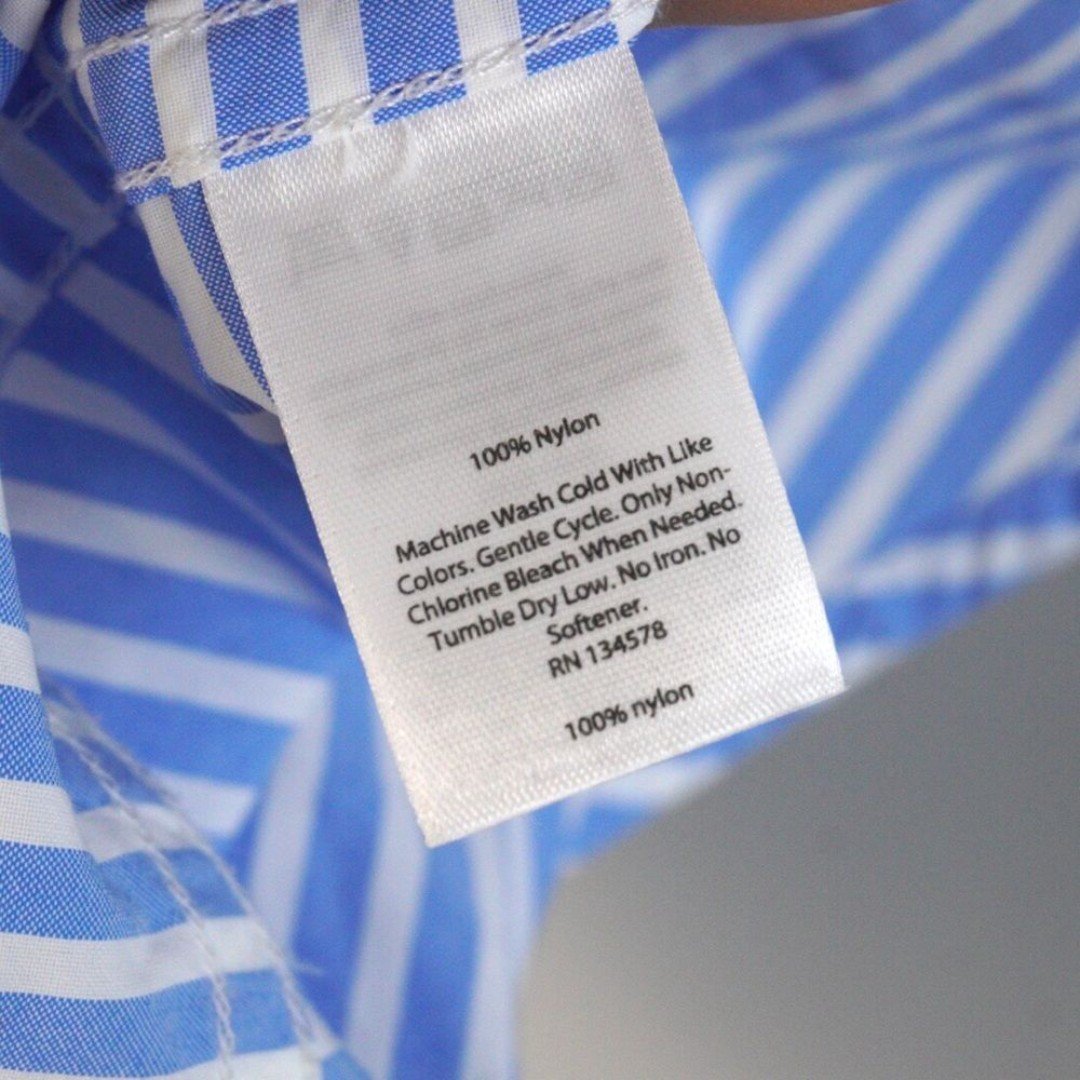 100% Nylon
Machine Wash Cold With Like
Colors. Gentle Cycle. Only Non-
Chlorine Bleach When Needed.
Tumble Dry Low. No Iron. No
Softener.
RN 134578
100% nylon